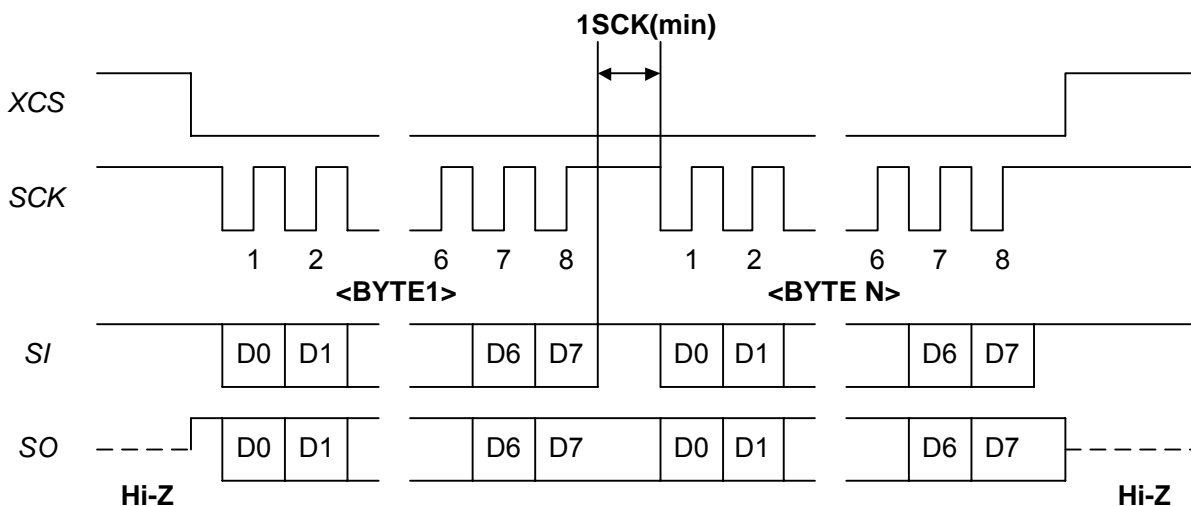 1SCK(min)
XCS
SCK
1 2 6 7 8 1 2 6 7 8
<BYTE1> <BYTE N>
SI D0 D1 D6 D7 D0 D1 D6 D7
SO D0 D1 D6 D7 D0 D1 D6 D7
Hi-Z Hi-Z